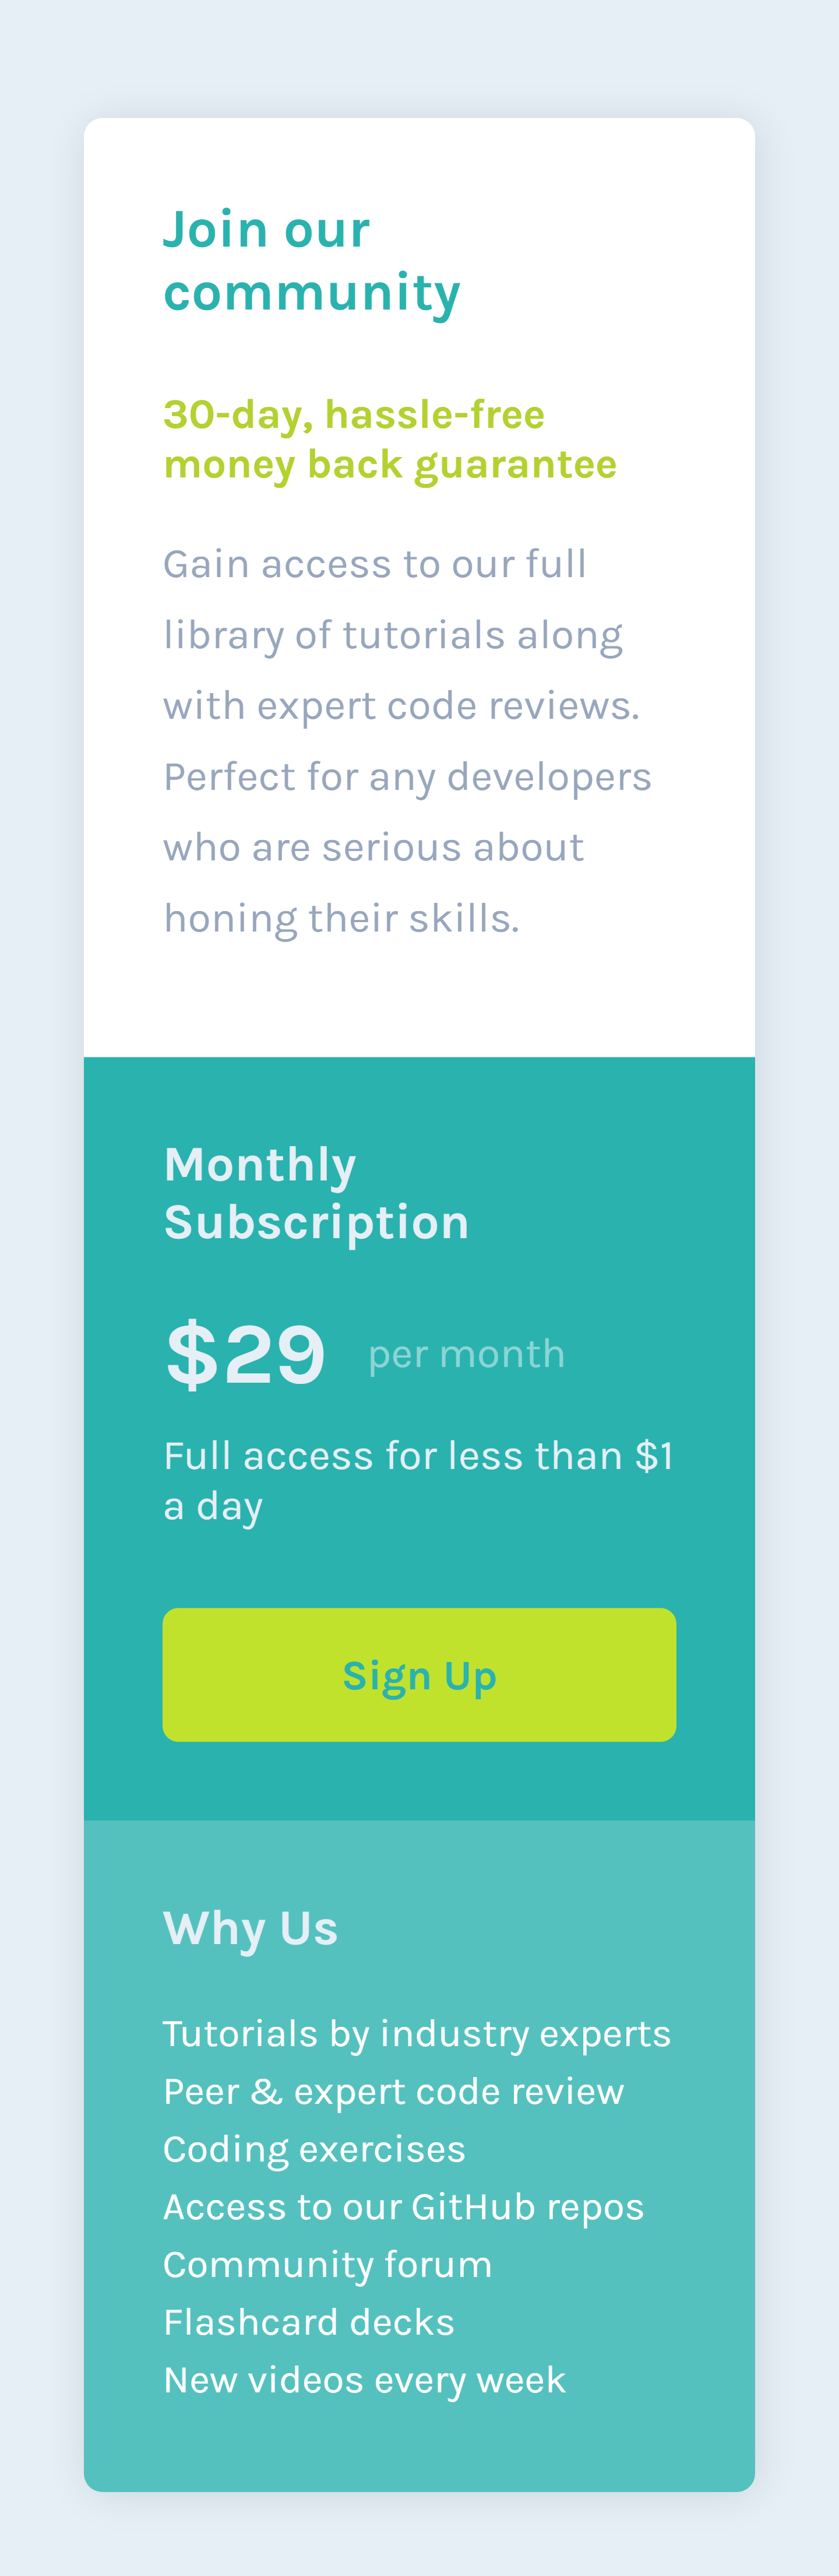 Join our
community
30-day, hassle-free
money back guarantee
Gain access to our full
library of tutorials along
with expert code reviews.
Perfect for any developers
who are serious about
honing their skills.
Monthly
Subscription
$29 per month
Full access for less than $1
a day
Sign Up
Why Us
Tutorials by industry experts
Peer & expert code review
Coding exercises
Access to our GitHub repos
Community forum
Flashcard decks
New videos every week